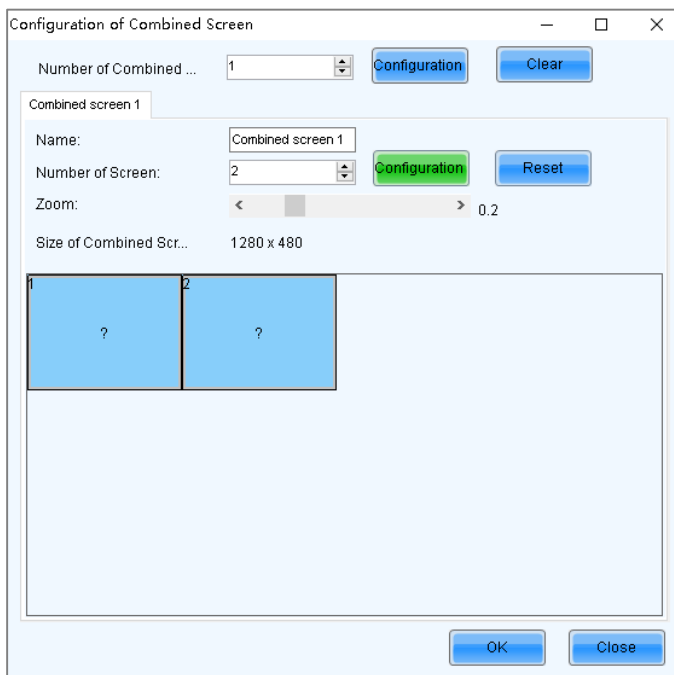 Configuration of Combined Screen
Number of Combined ... 1 Configuration Clear
Combined screen 1
Name: Combined screen 1
Number of Screen: 2 Configuration Reset
Zoom: 0.2
Size of Combined Scr... 1280 x 480
1 2
? ?
OK Close